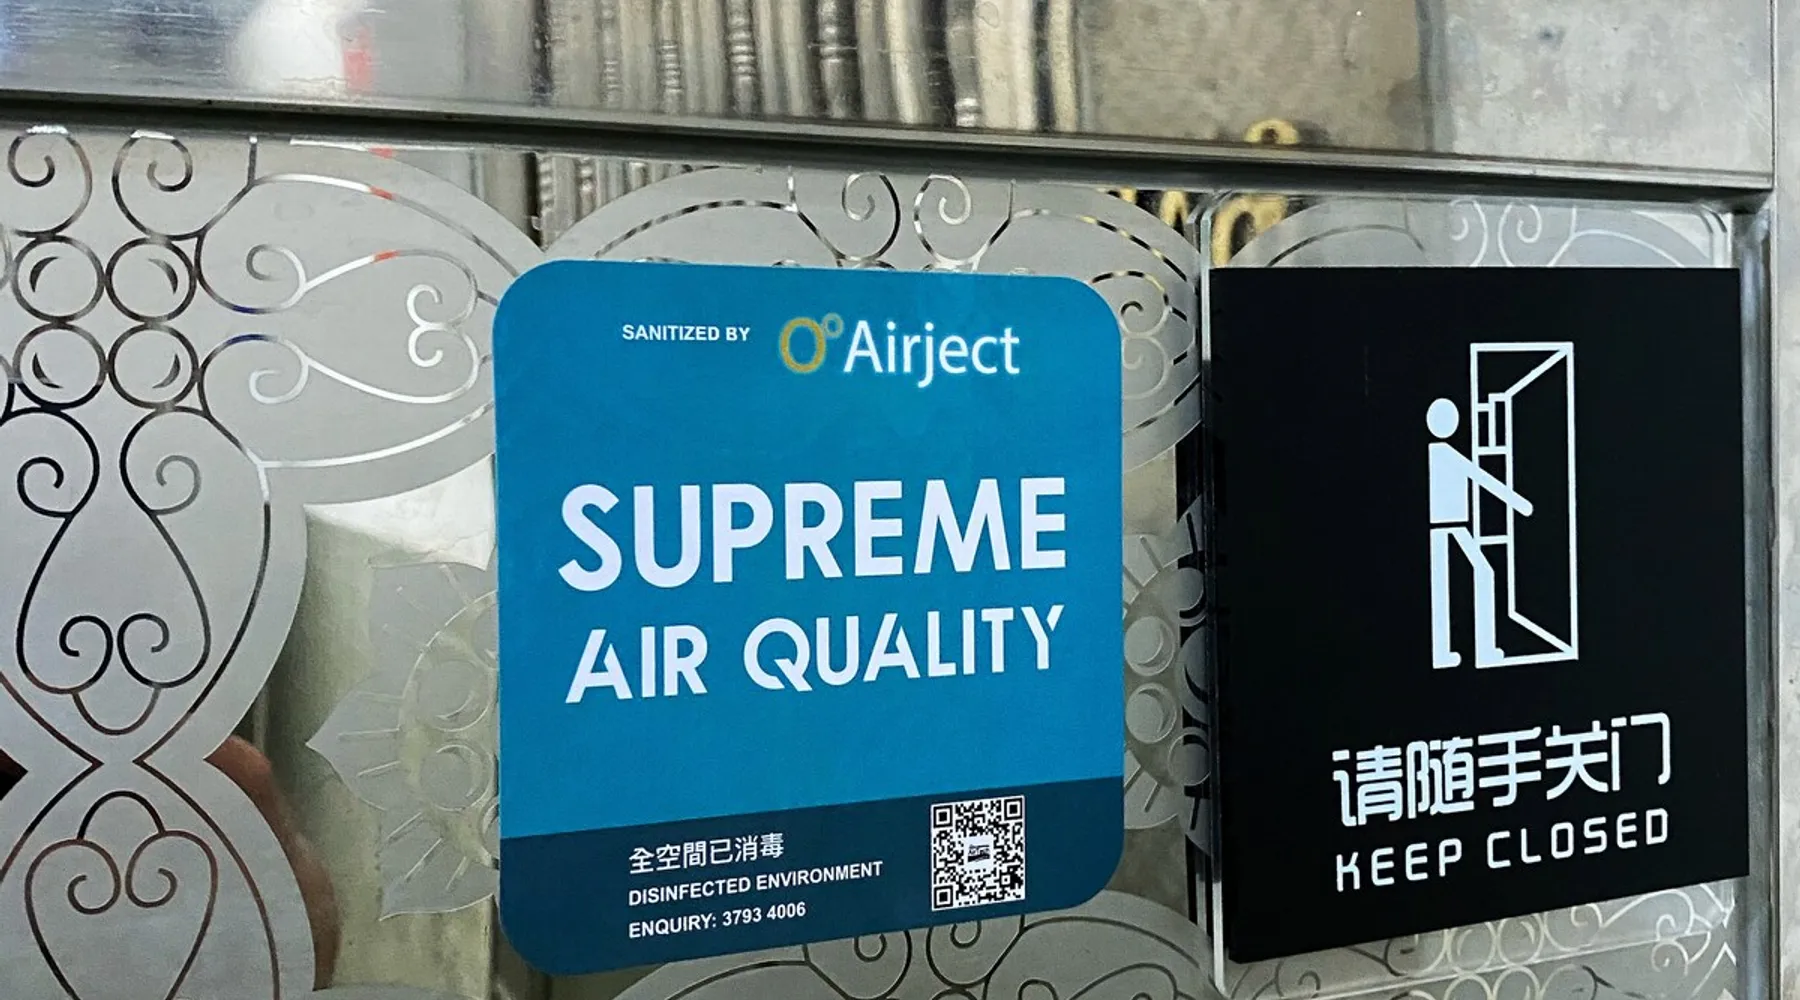 SANITIZED BY Airject
SUPREME
AIR QUALITY
全空間已消毒
DISINFECTED ENVIRONMENT
ENQUIRY: 3793 4006
请随手关门
KEEP CLOSED